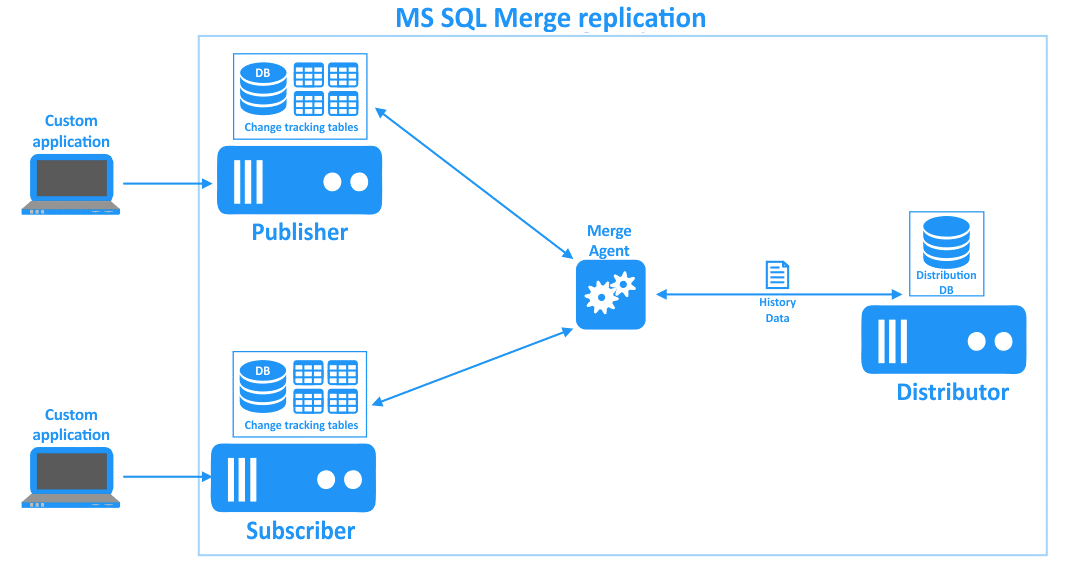 MS SQL Merge replication
DB
Change tracking tables
Custom
application
Publisher
Merge
Agent
History
Data
Distribution
DB
Distributor
DB
Change tracking tables
Custom
application
Subscriber